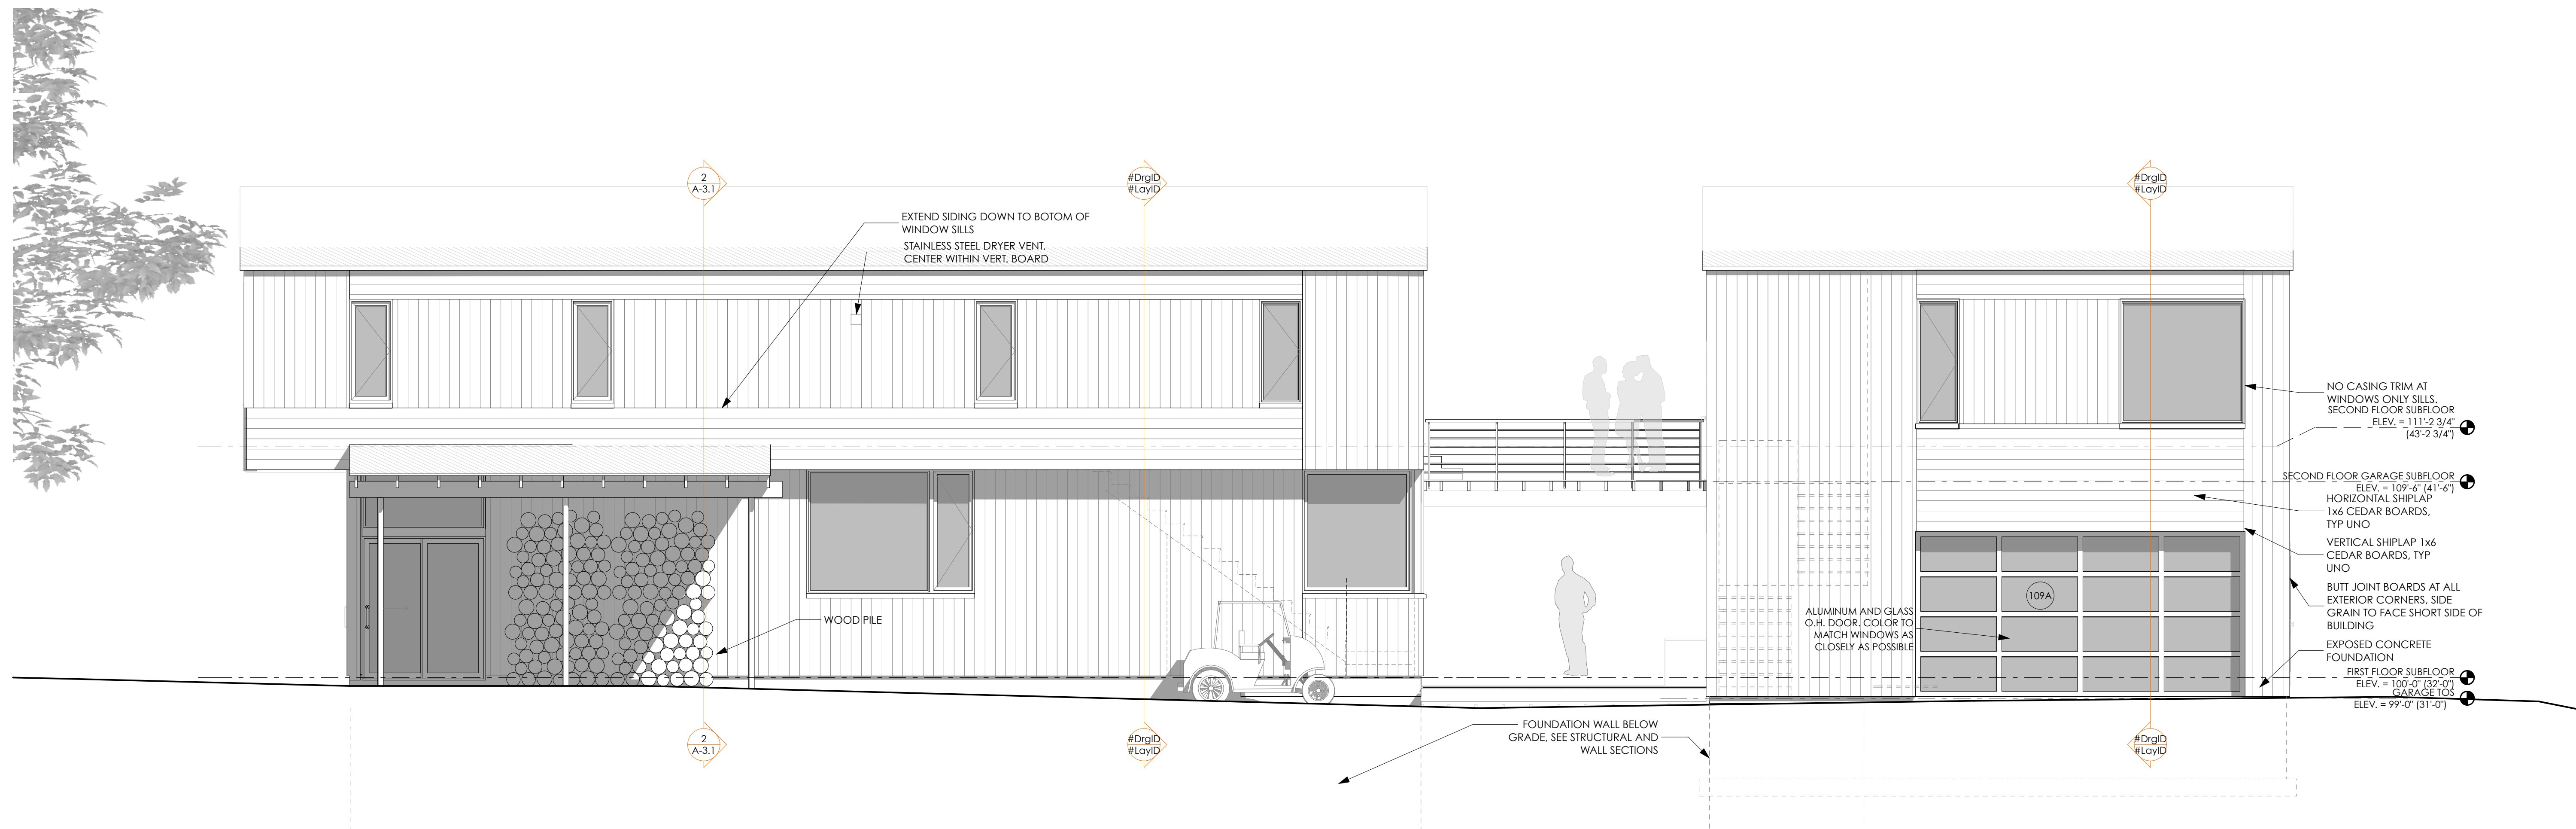 2
A-3.1
#DrgID
#LayID
#DrgID
#LayID
EXTEND SIDING DOWN TO BOTOM OF
WINDOW SILLS
STAINLESS STEEL DRYER VENT.
CENTER WITHIN VERT. BOARD
NO CASING TRIM AT
WINDOWS ONLY SILLS.
SECOND FLOOR SUBFLOOR
ELEV. = 111'-2 3/4"
(43'-2 3/4")
SECOND FLOOR GARAGE SUBFLOOR
ELEV. = 109'-6" (41'-6")
HORIZONTAL SHIPLAP
1x6 CEDAR BOARDS,
TYP UNO
VERTICAL SHIPLAP 1x6
CEDAR BOARDS, TYP
UNO
BUTT JOINT BOARDS AT ALL
EXTERIOR CORNERS, SIDE
GRAIN TO FACE SHORT SIDE OF
BUILDING
109A
ALUMINUM AND GLASS
O.H. DOOR. COLOR TO
MATCH WINDOWS AS
CLOSELY AS POSSIBLE
WOOD PILE
EXPOSED CONCRETE
FOUNDATION
FIRST FLOOR SUBFLOOR
ELEV. = 100'-0" (32'-0")
GARAGE TOS
ELEV. = 99'-0" (31'-0")
FOUNDATION WALL BELOW
GRADE, SEE STRUCTURAL AND
WALL SECTIONS
2
A-3.1
#DrgID
#LayID
#DrgID
#LayID